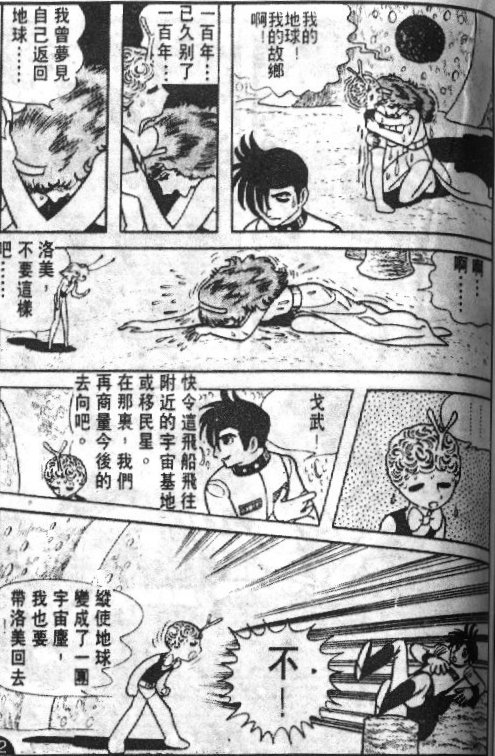 我的
地球！
我的故鄉
啊！
一百年…
已久别了
一百年…
我曾夢見
自己返回
地球……
啊…
啊……
洛美，
不要這樣
吧……
戈武！
快令這飛船飛往
附近的宇宙基地
或移民星。
在那裏，我們
再商量今後的
去向吧。
不！
縱使地球
變成了一團
宇宙塵，
我也要
帶洛美回去
！
2